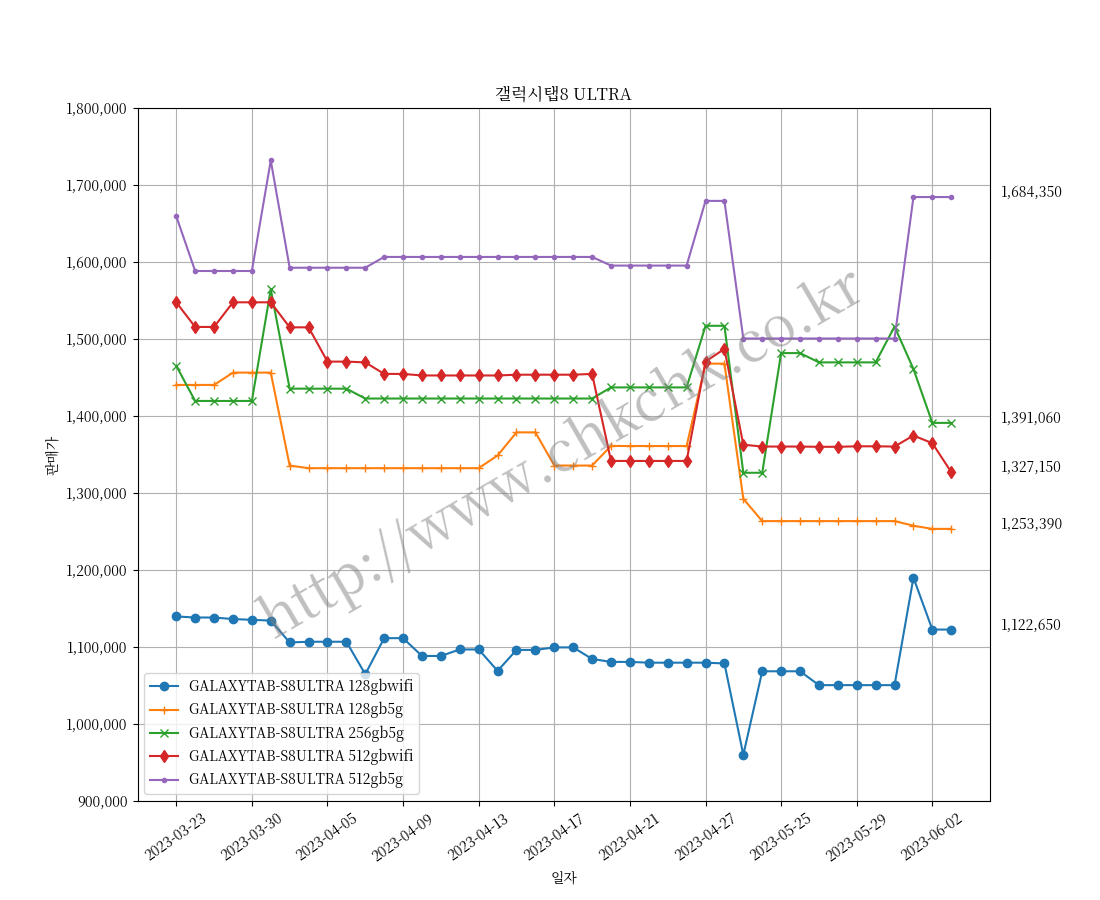 갤럭시탭8 ULTRA
1,800,000
1,700,000
1,600,000
1,500,000
1,400,000
1,300,000
1,200,000
1,100,000
1,000,000
900,000
판매가
1,684,350
1,391,060
1,327,150
1,253,390
1,122,650
http://www.chkchk.co.kr
GALAXYTAB-S8ULTRA 128gbwifi
GALAXYTAB-S8ULTRA 128gb5g
GALAXYTAB-S8ULTRA 256gb5g
GALAXYTAB-S8ULTRA 512gbwifi
GALAXYTAB-S8ULTRA 512gb5g
2023-03-23
2023-03-30
2023-04-05
2023-04-09
2023-04-13
2023-04-17
2023-04-21
2023-04-27
2023-05-25
2023-05-29
2023-06-02
일자